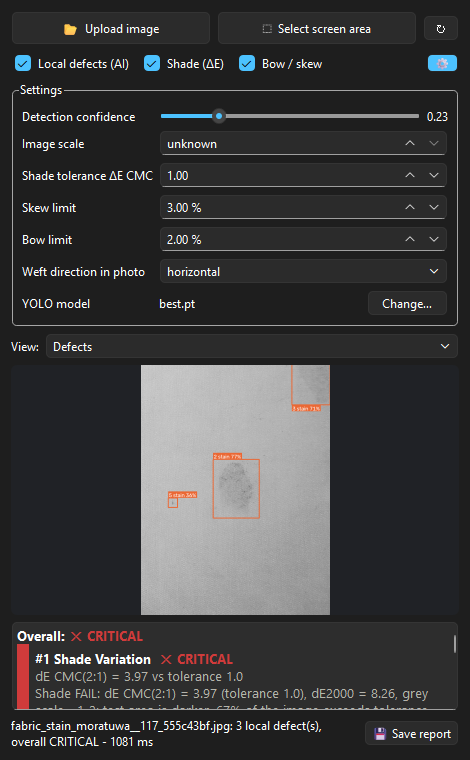 Upload image
Select screen area
Local defects (AI)
Shade (ΔE)
Bow / skew
Settings
Detection confidence
0.23
Image scale
unknown
Shade tolerance ΔE CMC
1.00
Skew limit
3.00 %
Bow limit
2.00 %
Weft direction in photo
horizontal
YOLO model
best.pt
Change...
View:
Defects
3 stain 71%
2 stain 77%
stain 56%
Overall: ✕ CRITICAL
#1 Shade Variation ✕ CRITICAL
dE CMC(2:1) = 3.97 vs tolerance 1.0
Shade FAIL: dE CMC(2:1) = 3.97 (tolerance 1.0), dE2000 = 8.26, grey
fabric_stain_moratuwa__117_555c43bf.jpg: 3 local defect(s),
overall CRITICAL - 1081 ms
Save report